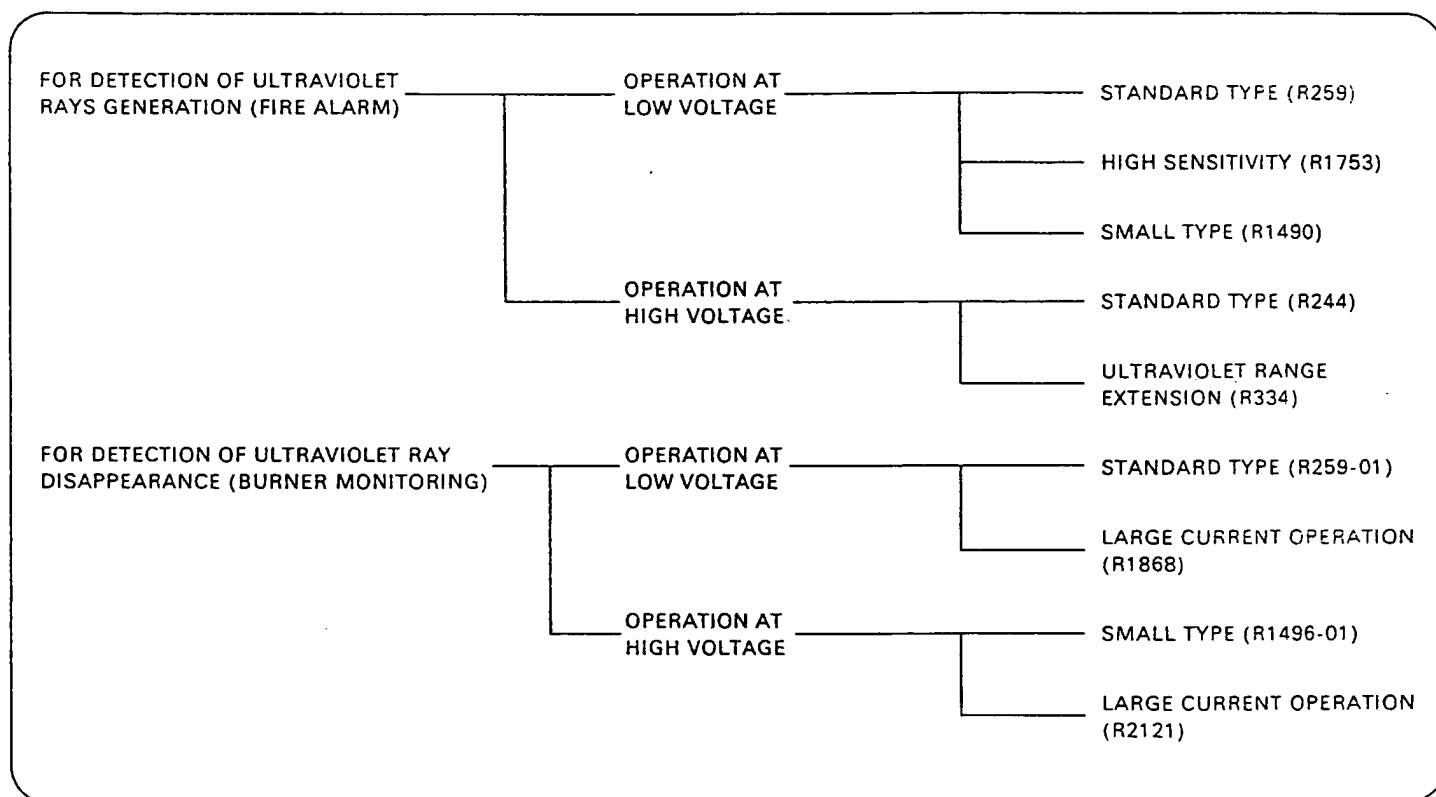 FOR DETECTION OF ULTRAVIOLET
RAYS GENERATION (FIRE ALARM)
OPERATION AT
LOW VOLTAGE
STANDARD TYPE (R259)
HIGH SENSITIVITY (R1753)
SMALL TYPE (R1490)
OPERATION AT
HIGH VOLTAGE
STANDARD TYPE (R244)
ULTRAVIOLET RANGE
EXTENSION (R334)
FOR DETECTION OF ULTRAVIOLET RAY
DISAPPEARANCE (BURNER MONITORING)
OPERATION AT
LOW VOLTAGE
STANDARD TYPE (R259-01)
LARGE CURRENT OPERATION
(R1868)
OPERATION AT
HIGH VOLTAGE
SMALL TYPE (R1496-01)
LARGE CURRENT OPERATION
(R2121)